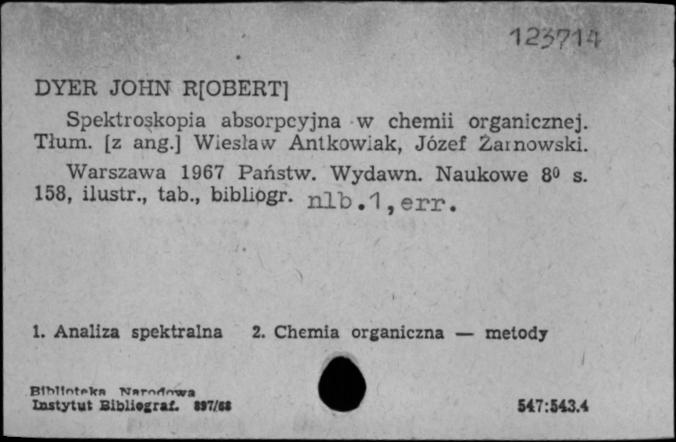 123714
DYER JOHN R[OBERT]
Spektroskopia absorpcyjna w chemii organicznej.
Tłum. [z ang.] Wiesław Antkowiak, Józef Żarnowski.
Warszawa 1967 Państw. Wydawn. Naukowe 8⁰ s.
158, ilustr., tab., bibliogr. nlb.1, err.
1. Analiza spektralna 2. Chemia organiczna — metody
Biblioteka Narodowa
Instytut Bibliograf. 897/68
547:543.4